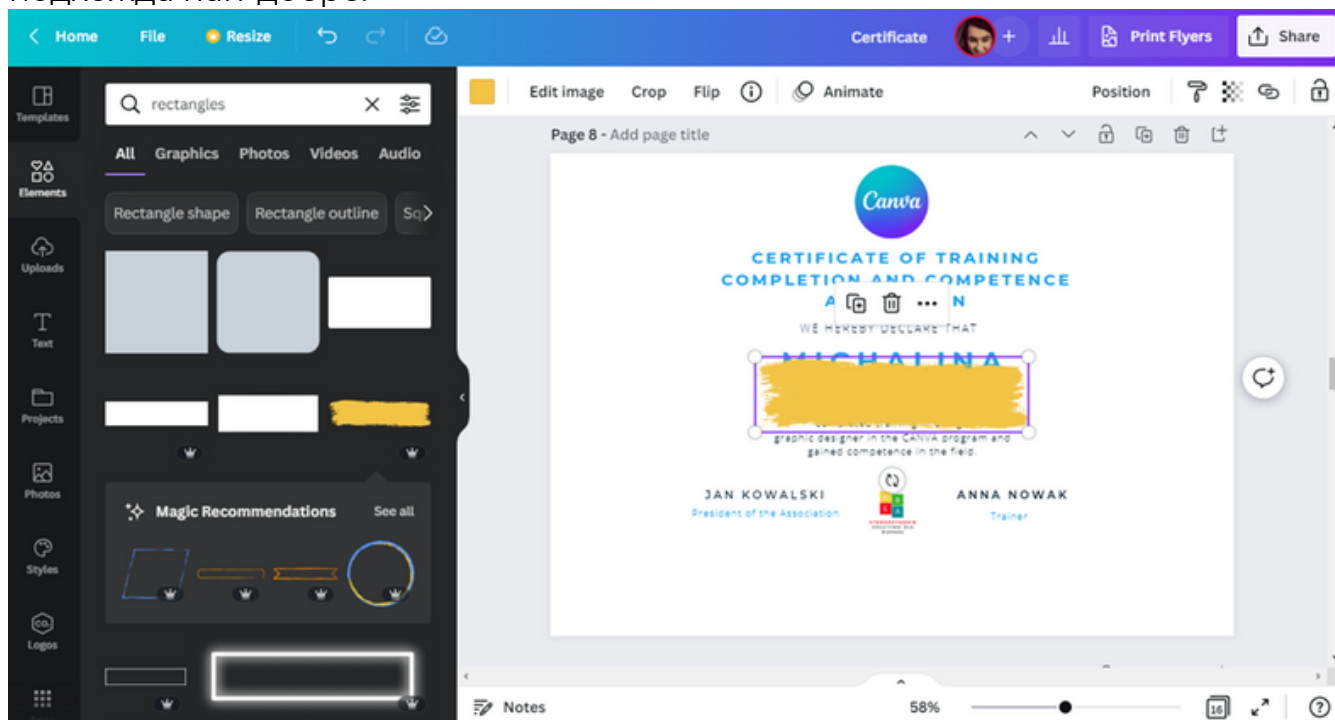 Home File Resize Certificate + Print Flyers Share
Templates
Elements
Uploads
Text
Projects
Photos
Styles
CO.
Logos
rectangles
All Graphics Photos Videos Audio
Rectangle shape Rectangle outline Sq
Magic Recommendations See all
Edit image Crop Flip Animate Position
Page 8 - Add page title
Canva
CERTIFICATE OF TRAINING
COMPLETION AND COMPETENCE
A N
WE HEREBY DECLARE THAT
MICHALINA
graphic designer in the CANVA program and
gained competence in the field.
JAN KOWALSKI
President of the Association
ANNA NOWAK
Trainer
Notes 58% 16 ?